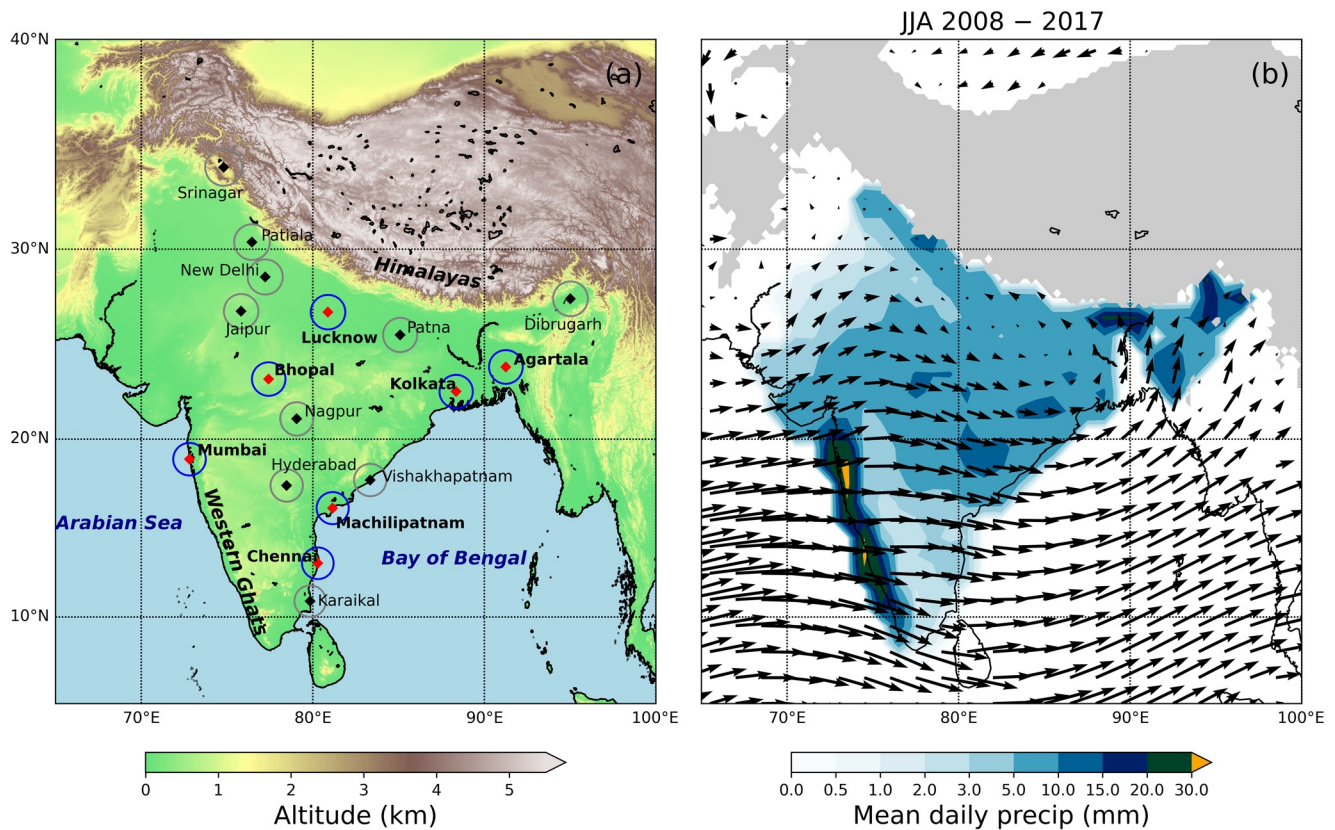 JJA 2008 − 2017
40°N
30°N
20°N
10°N
(a)
Srinagar
Patiala
New Delhi
Himalayas
Jaipur
Lucknow
Patna
Dibrugarh
Agartala
Bhopal
Kolkata
Nagpur
Mumbai
Hyderabad
Vishakhapatnam
Western Ghats
Arabian Sea
Machilipatnam
Chennai
Bay of Bengal
Karaikal
70°E 80°E 90°E 100°E
0 1 2 3 4 5
Altitude (km)
(b)
70°E 80°E 90°E 100°E
0.0 0.5 1.0 2.0 3.0 5.0 10.0 15.0 20.0 30.0
Mean daily precip (mm)